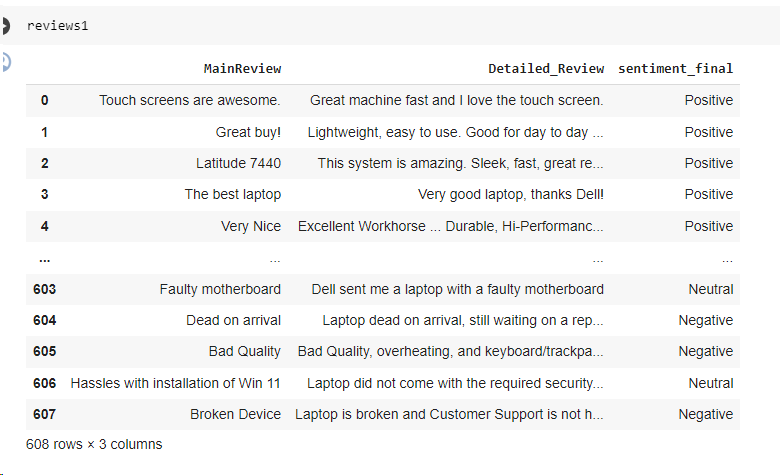 reviews1
MainReview Detailed_Review sentiment_final
0 Touch screens are awesome. Great machine fast and I love the touch screen. Positive
1 Great buy! Lightweight, easy to use. Good for day to day ... Positive
2 Latitude 7440 This system is amazing. Sleek, fast, great re... Positive
3 The best laptop Very good laptop, thanks Dell! Positive
4 Very Nice Excellent Workhorse ... Durable, Hi-Performanc... Positive
... ... ... ...
603 Faulty motherboard Dell sent me a laptop with a faulty motherboard Neutral
604 Dead on arrival Laptop dead on arrival, still waiting on a rep... Negative
605 Bad Quality Bad Quality, overheating, and keyboard/trackpa... Negative
606 Hassles with installation of Win 11 Laptop did not come with the required security... Neutral
607 Broken Device Laptop is broken and Customer Support is not h... Negative
608 rows × 3 columns